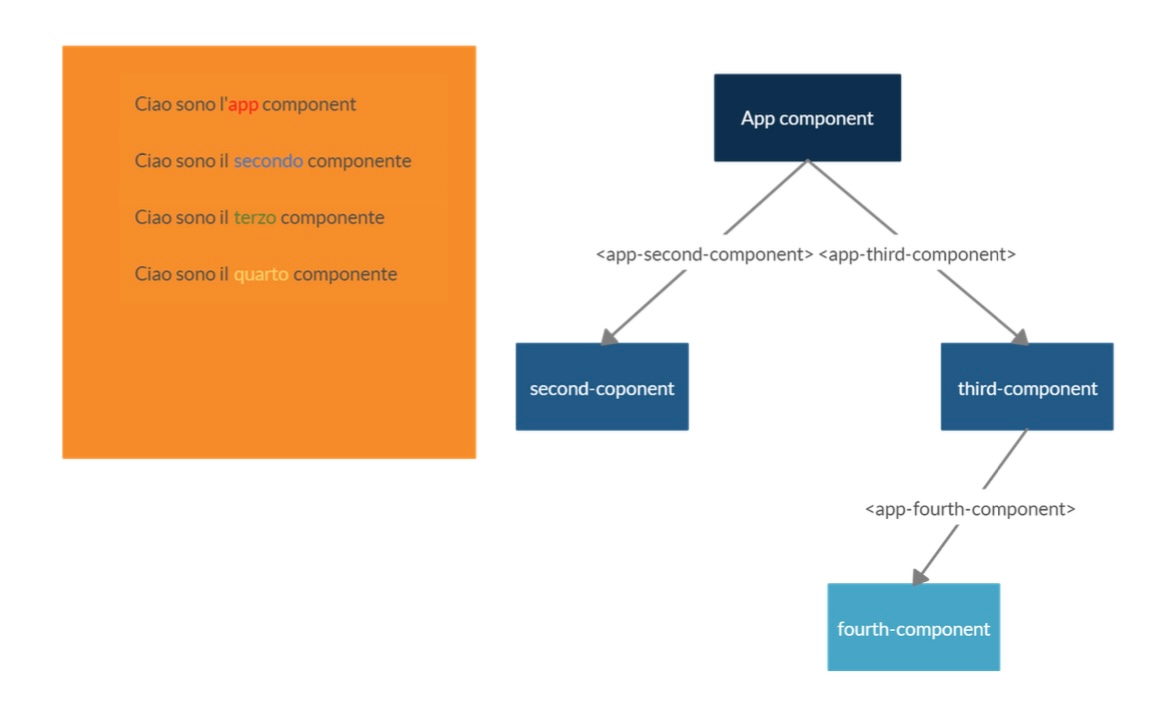 Ciao sono l'app component
Ciao sono il secondo componente
Ciao sono il terzo componente
Ciao sono il quarto componente
App component
<app-second-component> <app-third-component>
second-coponent
third-component
<app-fourth-component>
fourth-component